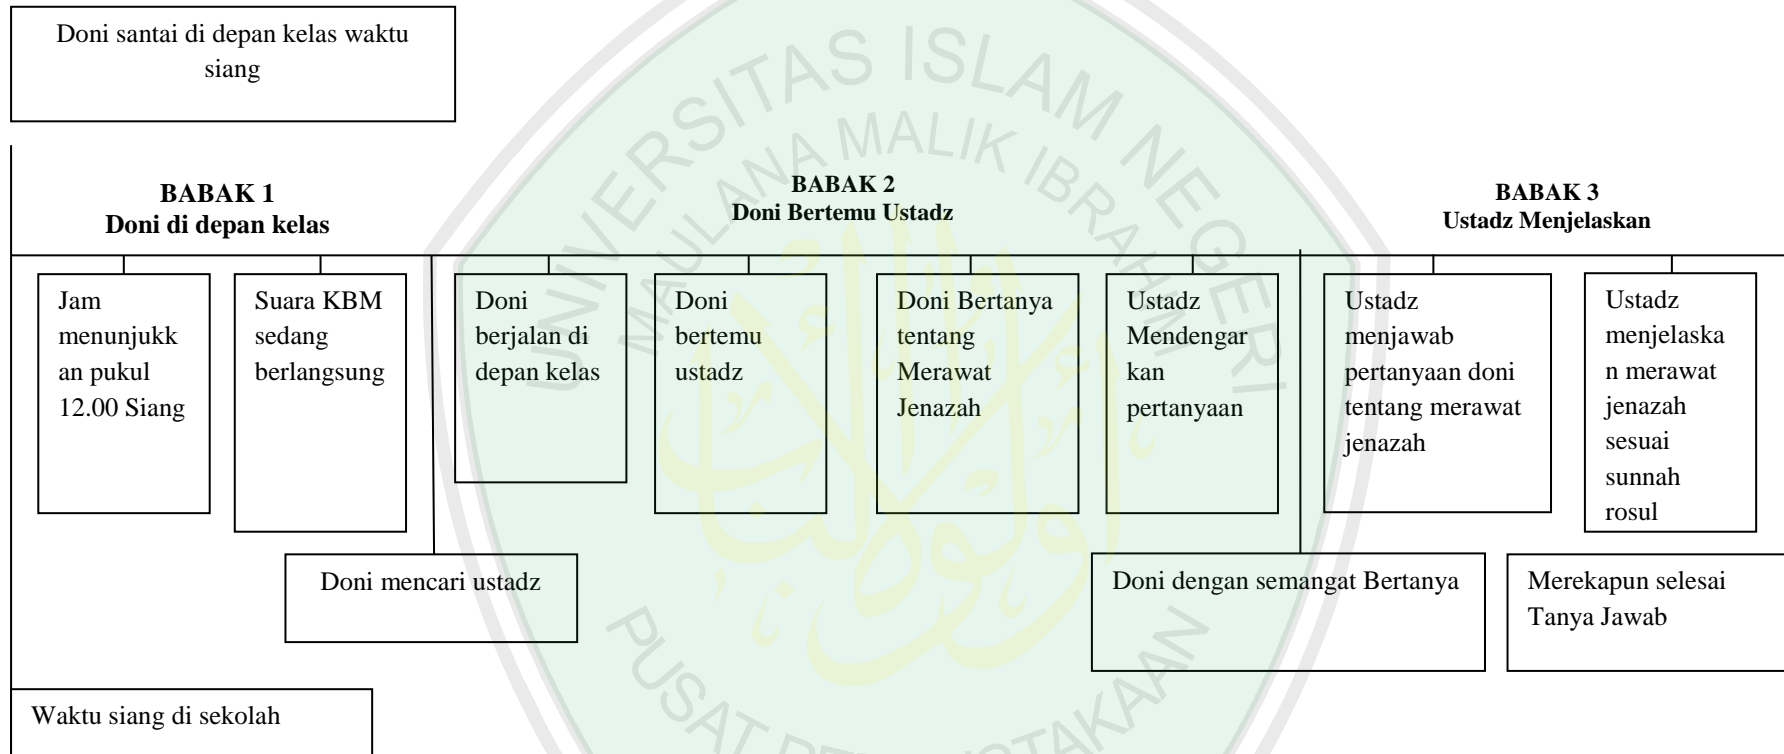 Doni santai di depan kelas waktu
siang
BABAK 1
Doni di depan kelas
BABAK 2
Doni Bertemu Ustadz
BABAK 3
Ustadz Menjelaskan
Jam
menunjukk
an pukul
12.00 Siang
Suara KBM
sedang
berlangsung
Doni
berjalan di
depan kelas
Doni
bertemu
ustadz
Doni Bertanya
tentang
Merawat
Jenazah
Ustadz
Mendengar
kan
pertanyaan
Ustadz
menjawab
pertanyaan doni
tentang merawat
jenazah
Ustadz
menjelaska
n merawat
jenazah
sesuai
sunnah
rosul
Doni mencari ustadz
Doni dengan semangat Bertanya
Merekapun selesai
Tanya Jawab
Waktu siang di sekolah
UNIVERSITAS ISLAM NEGERI
MAULANA MALIK IBRAHIM
PUSAT